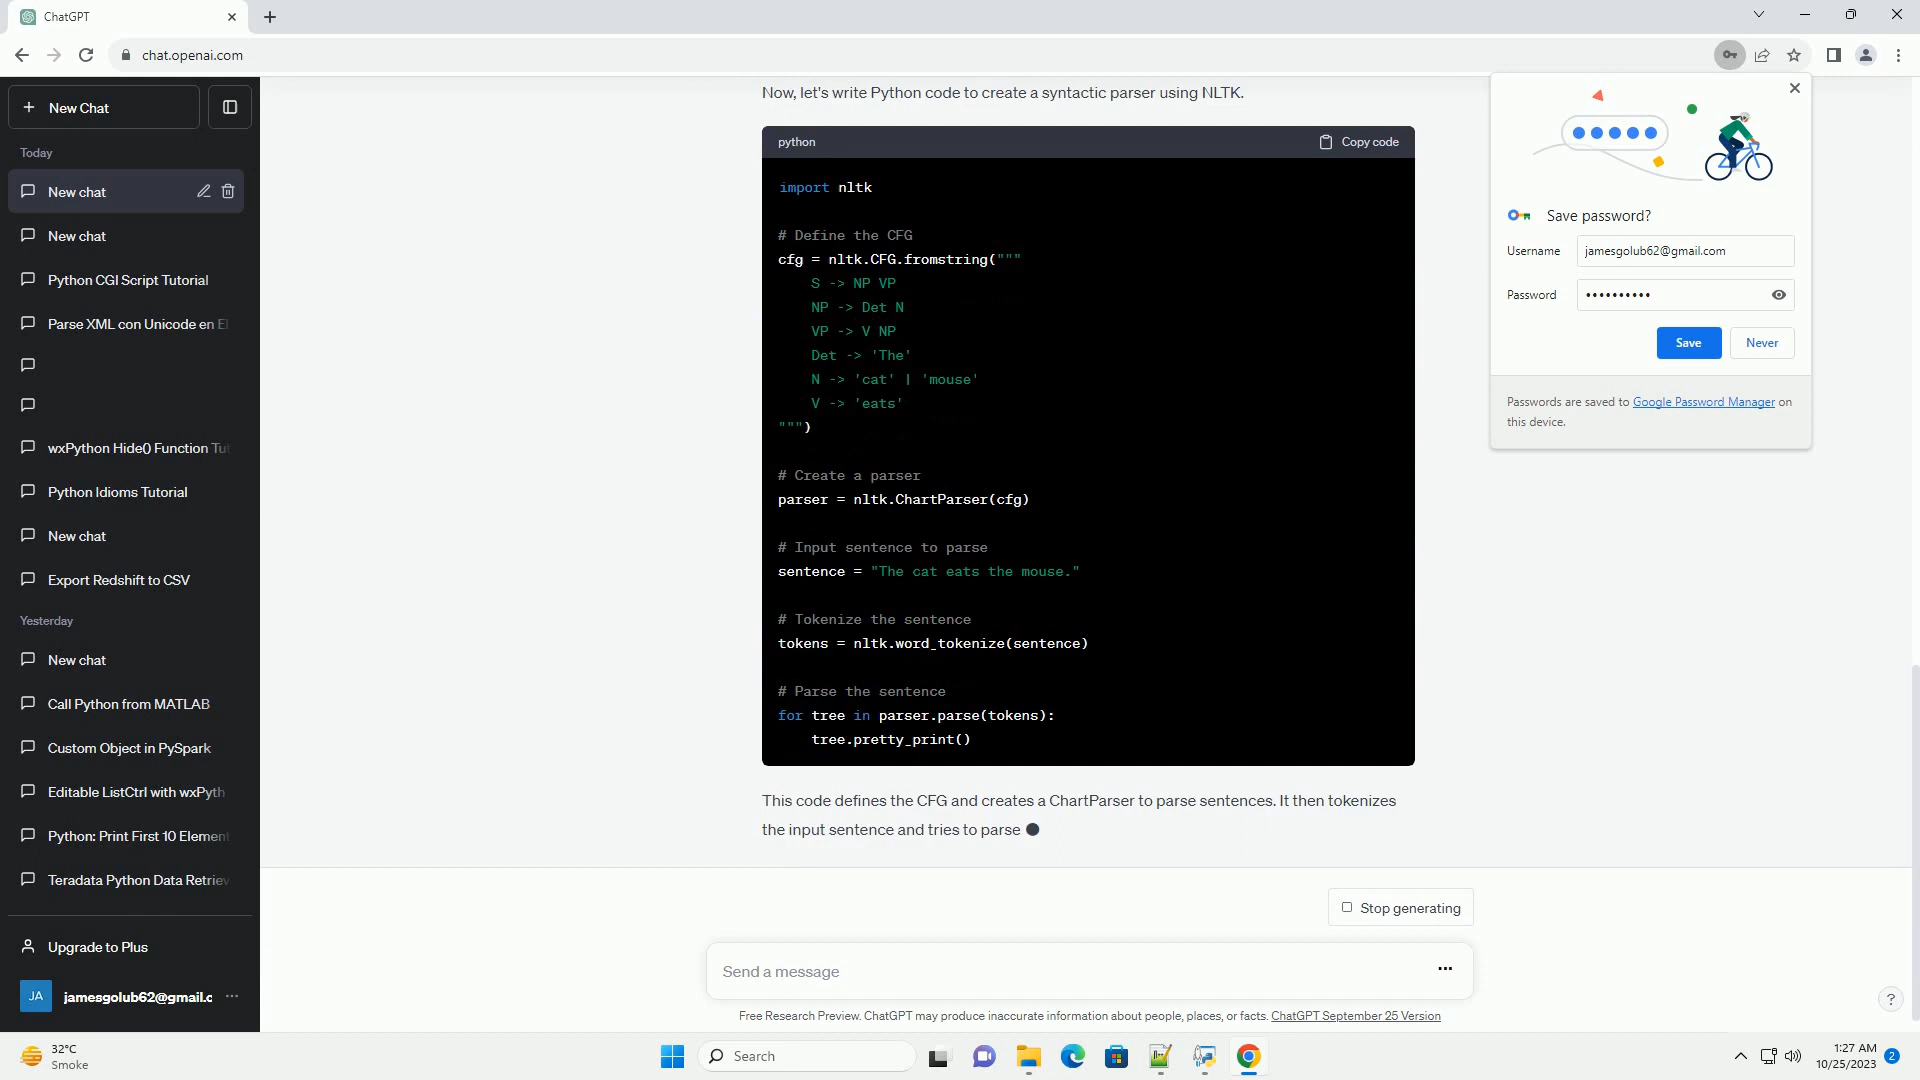 ChatGPT
chat.openai.com
New Chat
Today
New chat
New chat
Python CGI Script Tutorial
Parse XML con Unicode en El
wxPython Hide() Function Tut
Python Idioms Tutorial
New chat
Export Redshift to CSV
Yesterday
New chat
Call Python from MATLAB
Custom Object in PySpark
Editable ListCtrl with wxPyth
Python: Print First 10 Element
Teradata Python Data Retriev
Upgrade to Plus
JA jamesgolub62@gmail.c
Now, let's write Python code to create a syntactic parser using NLTK.
python Copy code
import nltk
# Define the CFG
cfg = nltk.CFG.fromstring("""
S -> NP VP
NP -> Det N
VP -> V NP
Det -> 'The'
N -> 'cat' | 'mouse'
V -> 'eats'
""")
# Create a parser
parser = nltk.ChartParser(cfg)
# Input sentence to parse
sentence = "The cat eats the mouse."
# Tokenize the sentence
tokens = nltk.word_tokenize(sentence)
# Parse the sentence
for tree in parser.parse(tokens):
tree.pretty_print()
This code defines the CFG and creates a ChartParser to parse sentences. It then tokenizes
the input sentence and tries to parse
Stop generating
Send a message
Free Research Preview. ChatGPT may produce inaccurate information about people, places, or facts. ChatGPT September 25 Version
?
Save password?
Username jamesgolub62@gmail.com
Password ••••••••••
Save Never
Passwords are saved to Google Password Manager on
this device.
32°C
Smoke
Search
1:27 AM
10/25/2023
2